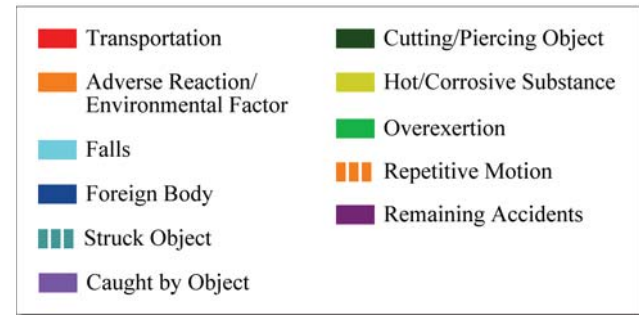 Transportation
Adverse Reaction/
Environmental Factor
Falls
Foreign Body
Struck Object
Caught by Object
Cutting/Piercing Object
Hot/Corrosive Substance
Overexertion
Repetitive Motion
Remaining Accidents